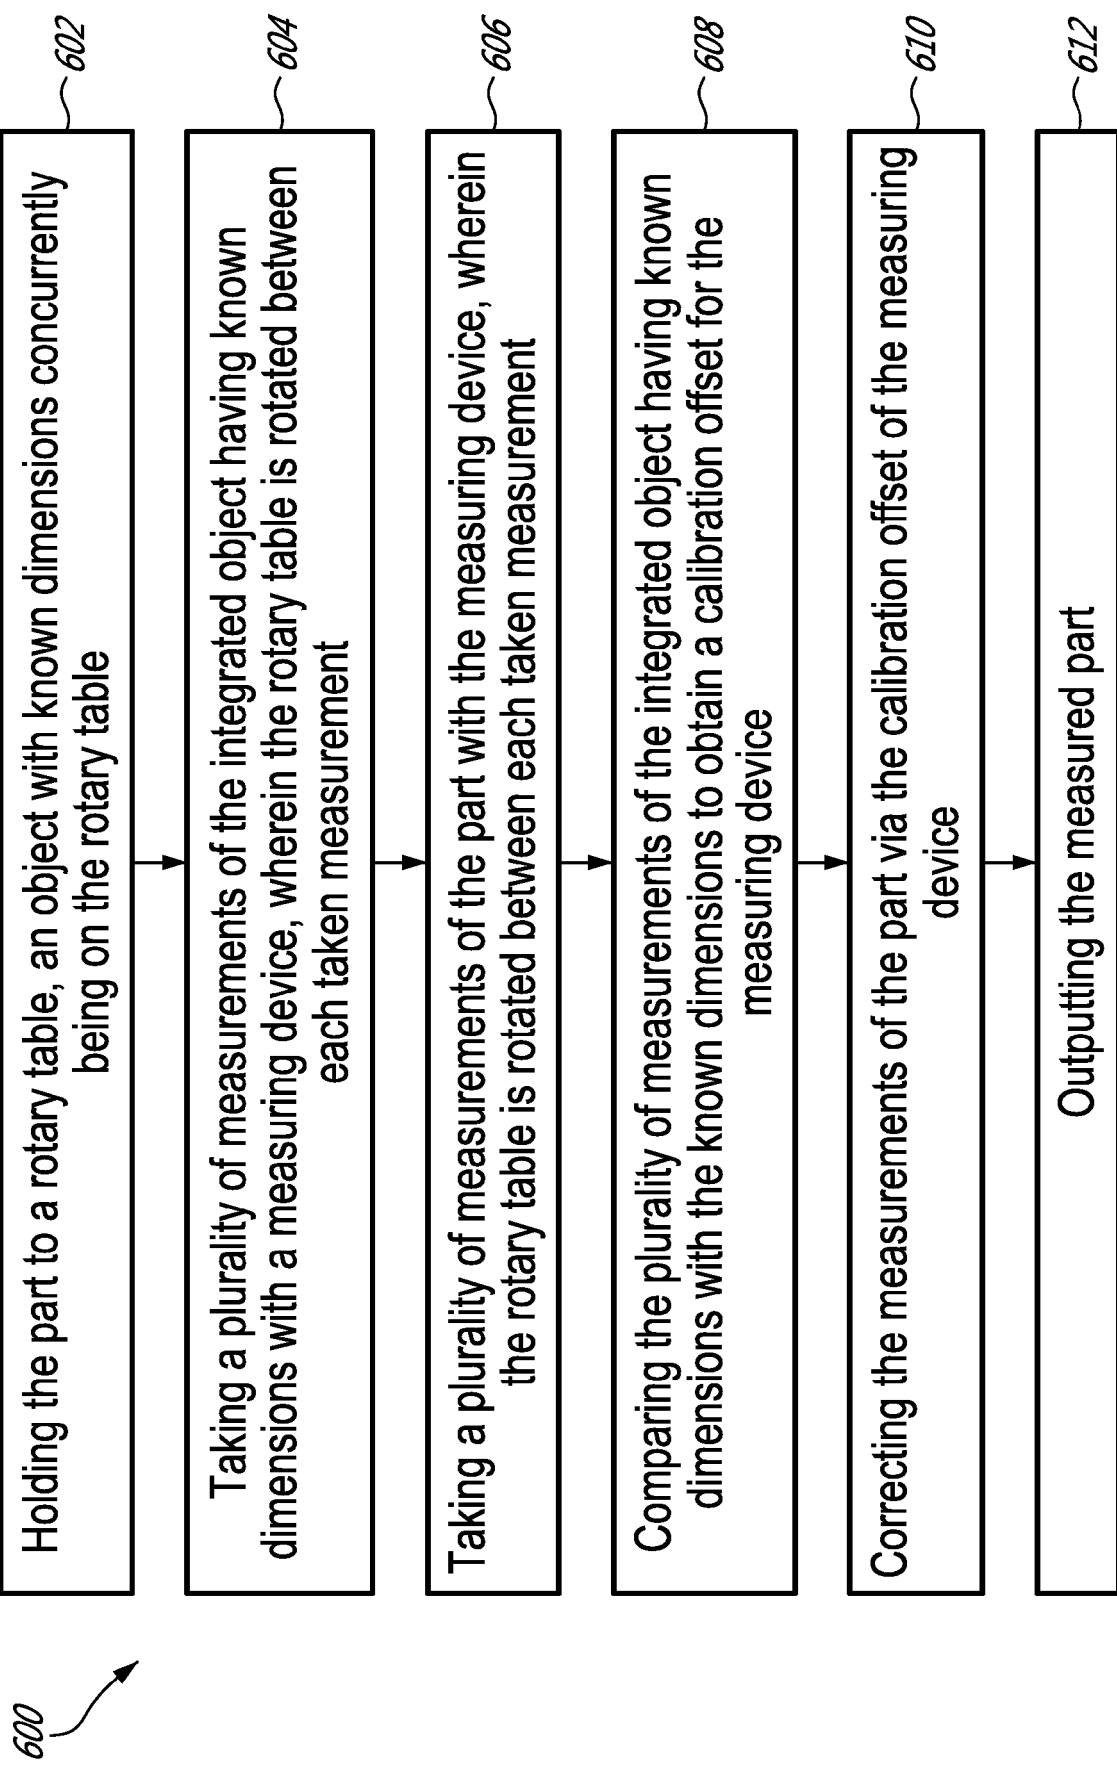 600
Holding the part to a rotary table, an object with known dimensions concurrently
being on the rotary table
602
Taking a plurality of measurements of the integrated object having known
dimensions with a measuring device, wherein the rotary table is rotated between
each taken measurement
604
Taking a plurality of measurements of the part with the measuring device, wherein
the rotary table is rotated between each taken measurement
606
Comparing the plurality of measurements of the integrated object having known
dimensions with the known dimensions to obtain a calibration offset for the
measuring device
608
Correcting the measurements of the part via the calibration offset of the measuring
device
610
Outputting the measured part
612